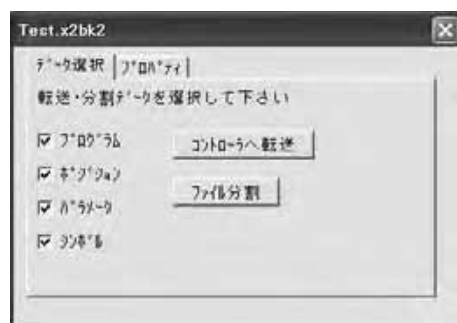 Test.x2bk2
ﾃﾞｰﾀ選択 ﾌﾟﾛﾊﾟﾃｨ
転送・分割ﾃﾞｰﾀを選択して下さい
ﾌﾟﾛｸﾞﾗﾑ
ｺﾝﾄﾛｰﾗへ転送
ﾎﾟｼﾞｼｮﾝ
ﾌｧｲﾙ分割
ﾊﾟﾗﾒｰﾀ
ｼﾝﾎﾞﾙ